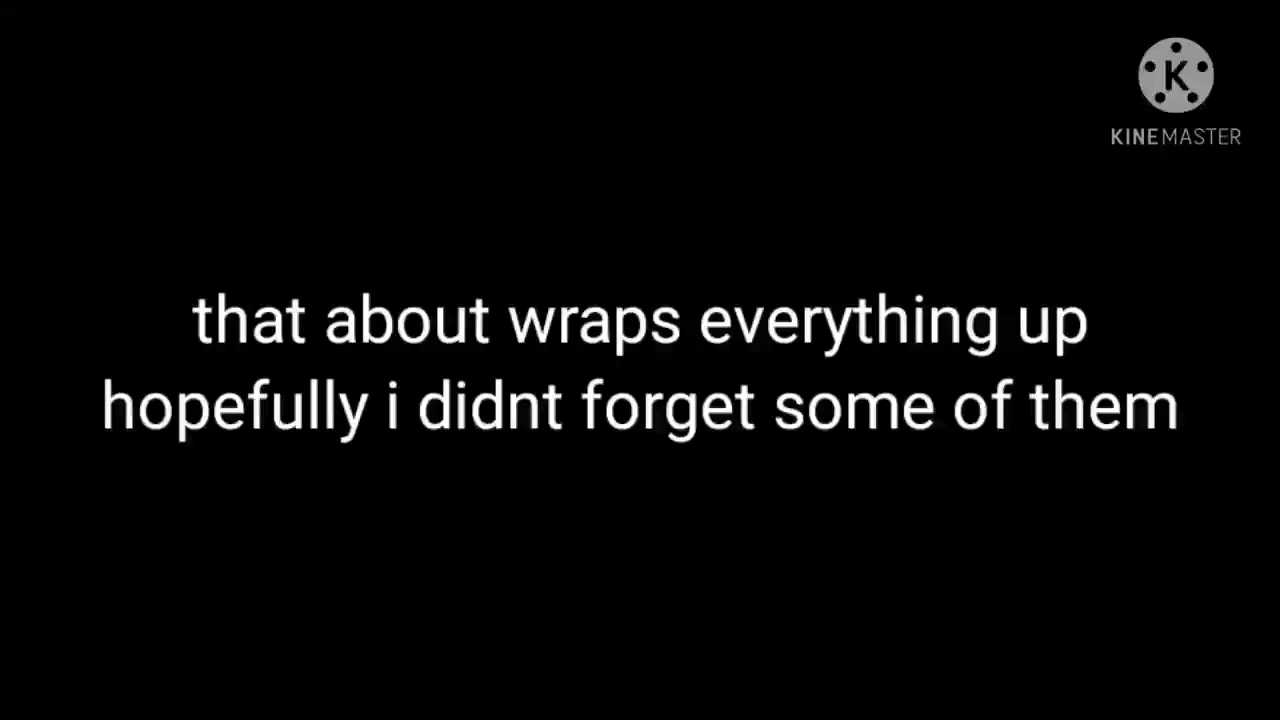 K
KINEMASTER
that about wraps everything up
hopefully i didnt forget some of them